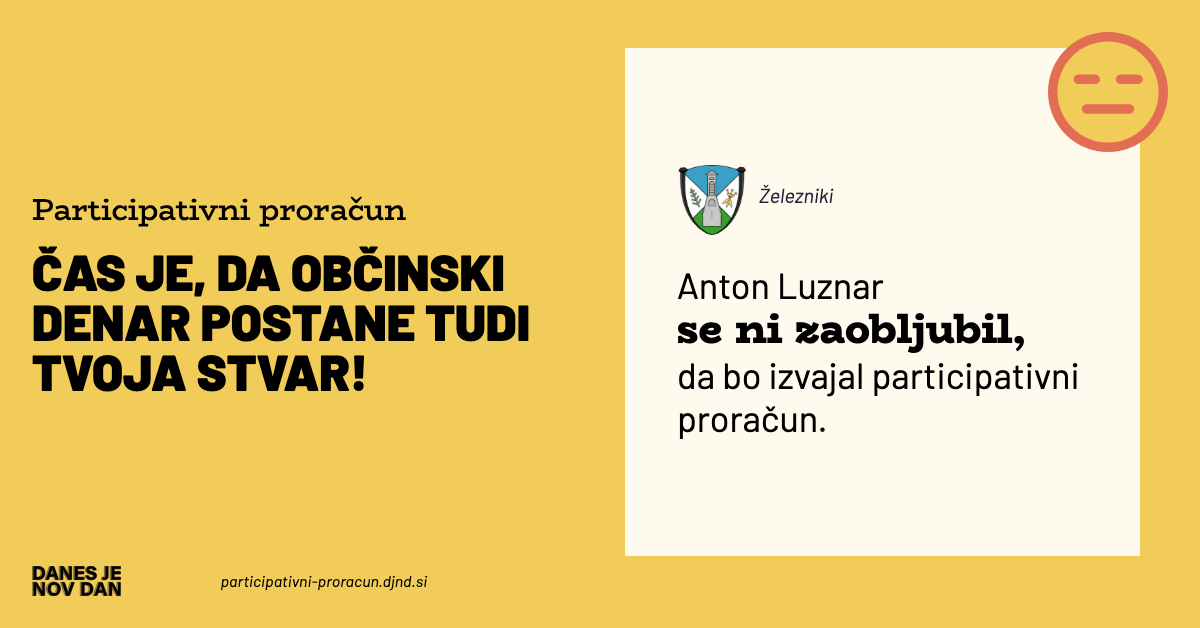 Participativni proračun
ČAS JE, DA OBČINSKI
DENAR POSTANE TUDI
TVOJA STVAR!
DANES JE
NOV DAN
participativni-proracun.djnd.si
Železniki
Anton Luznar
se ni zaobljubil,
da bo izvajal participativni
proračun.